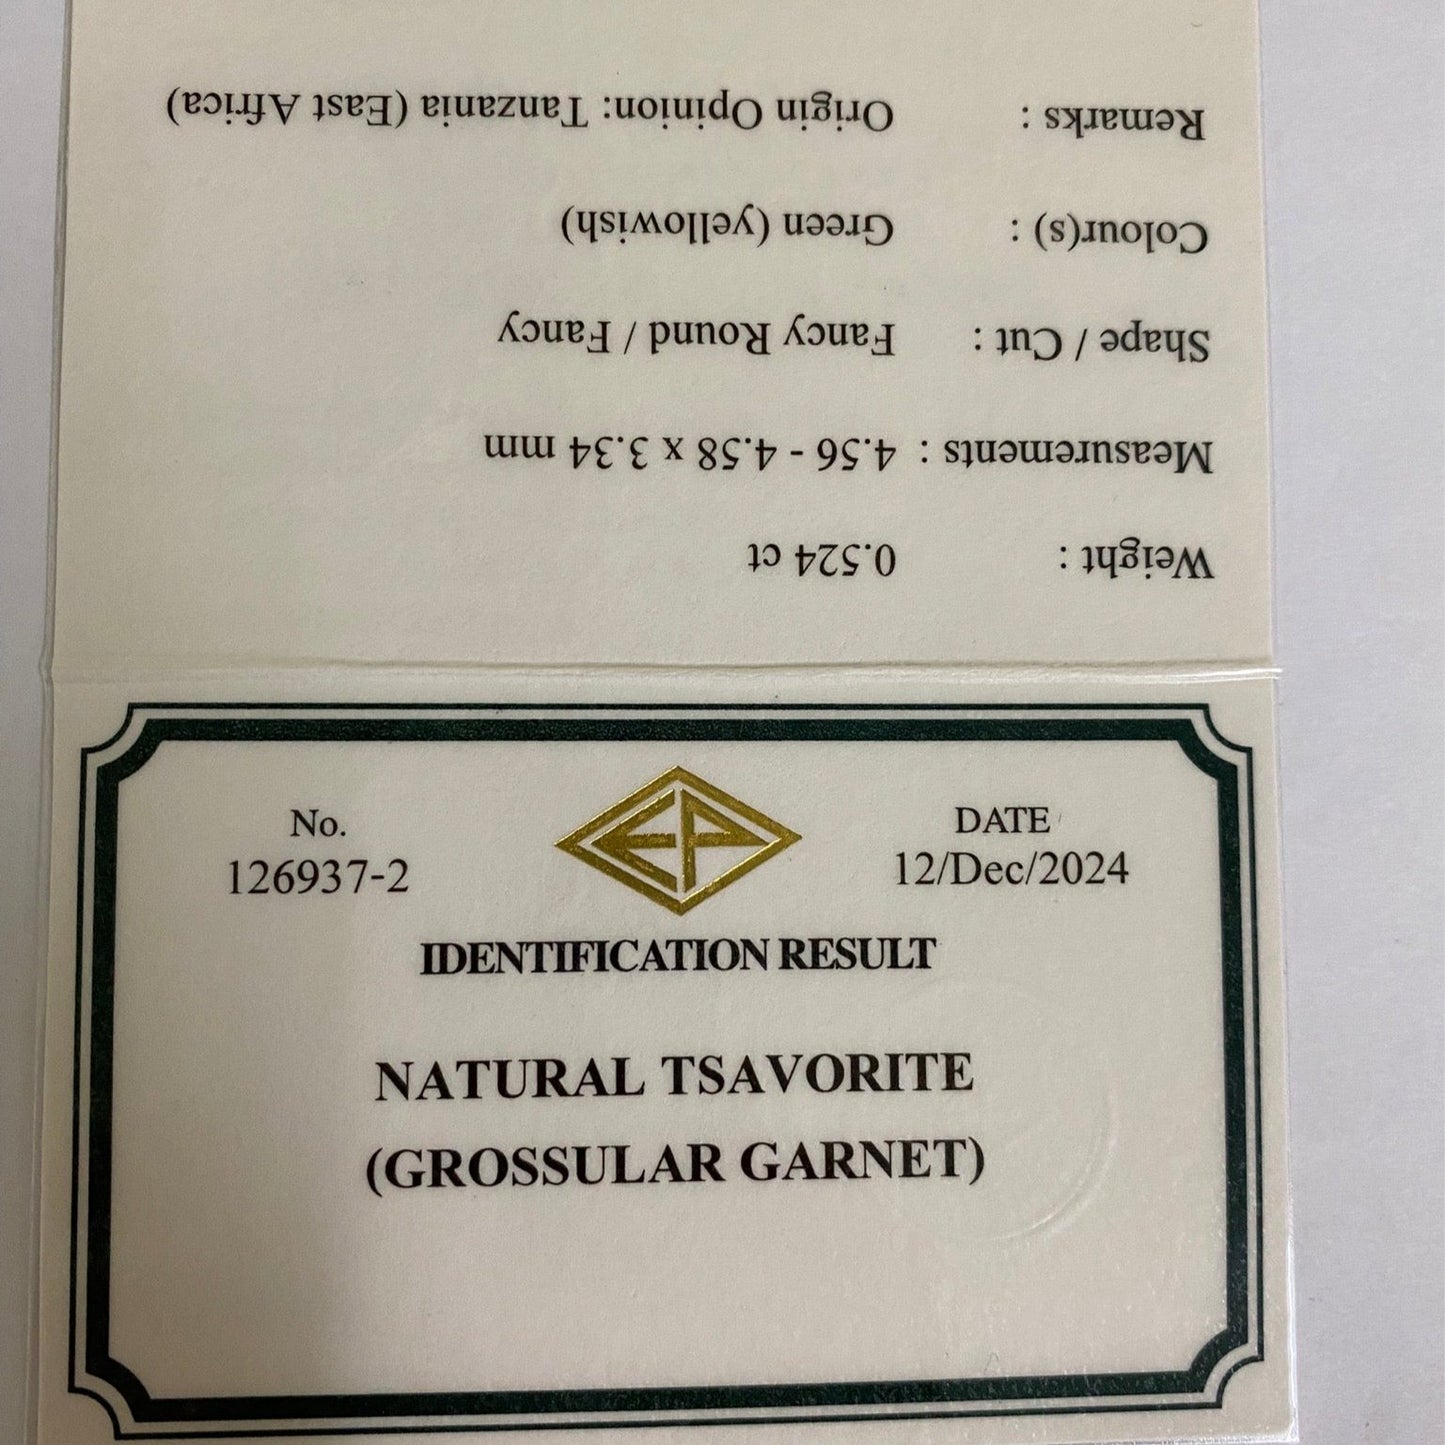 No.
126937-2
EP
DATE
12/Dec/2024
IDENTIFICATION RESULT
NATURAL TSAVORITE
(GROSSULAR GARNET)
Weight : 0.524 ct
Measurements : 4.56 - 4.58 x 3.34 mm
Shape / Cut : Fancy Round / Fancy
Colour(s) : Green (yellowish)
Remarks : Origin Opinion: Tanzania (East Africa)